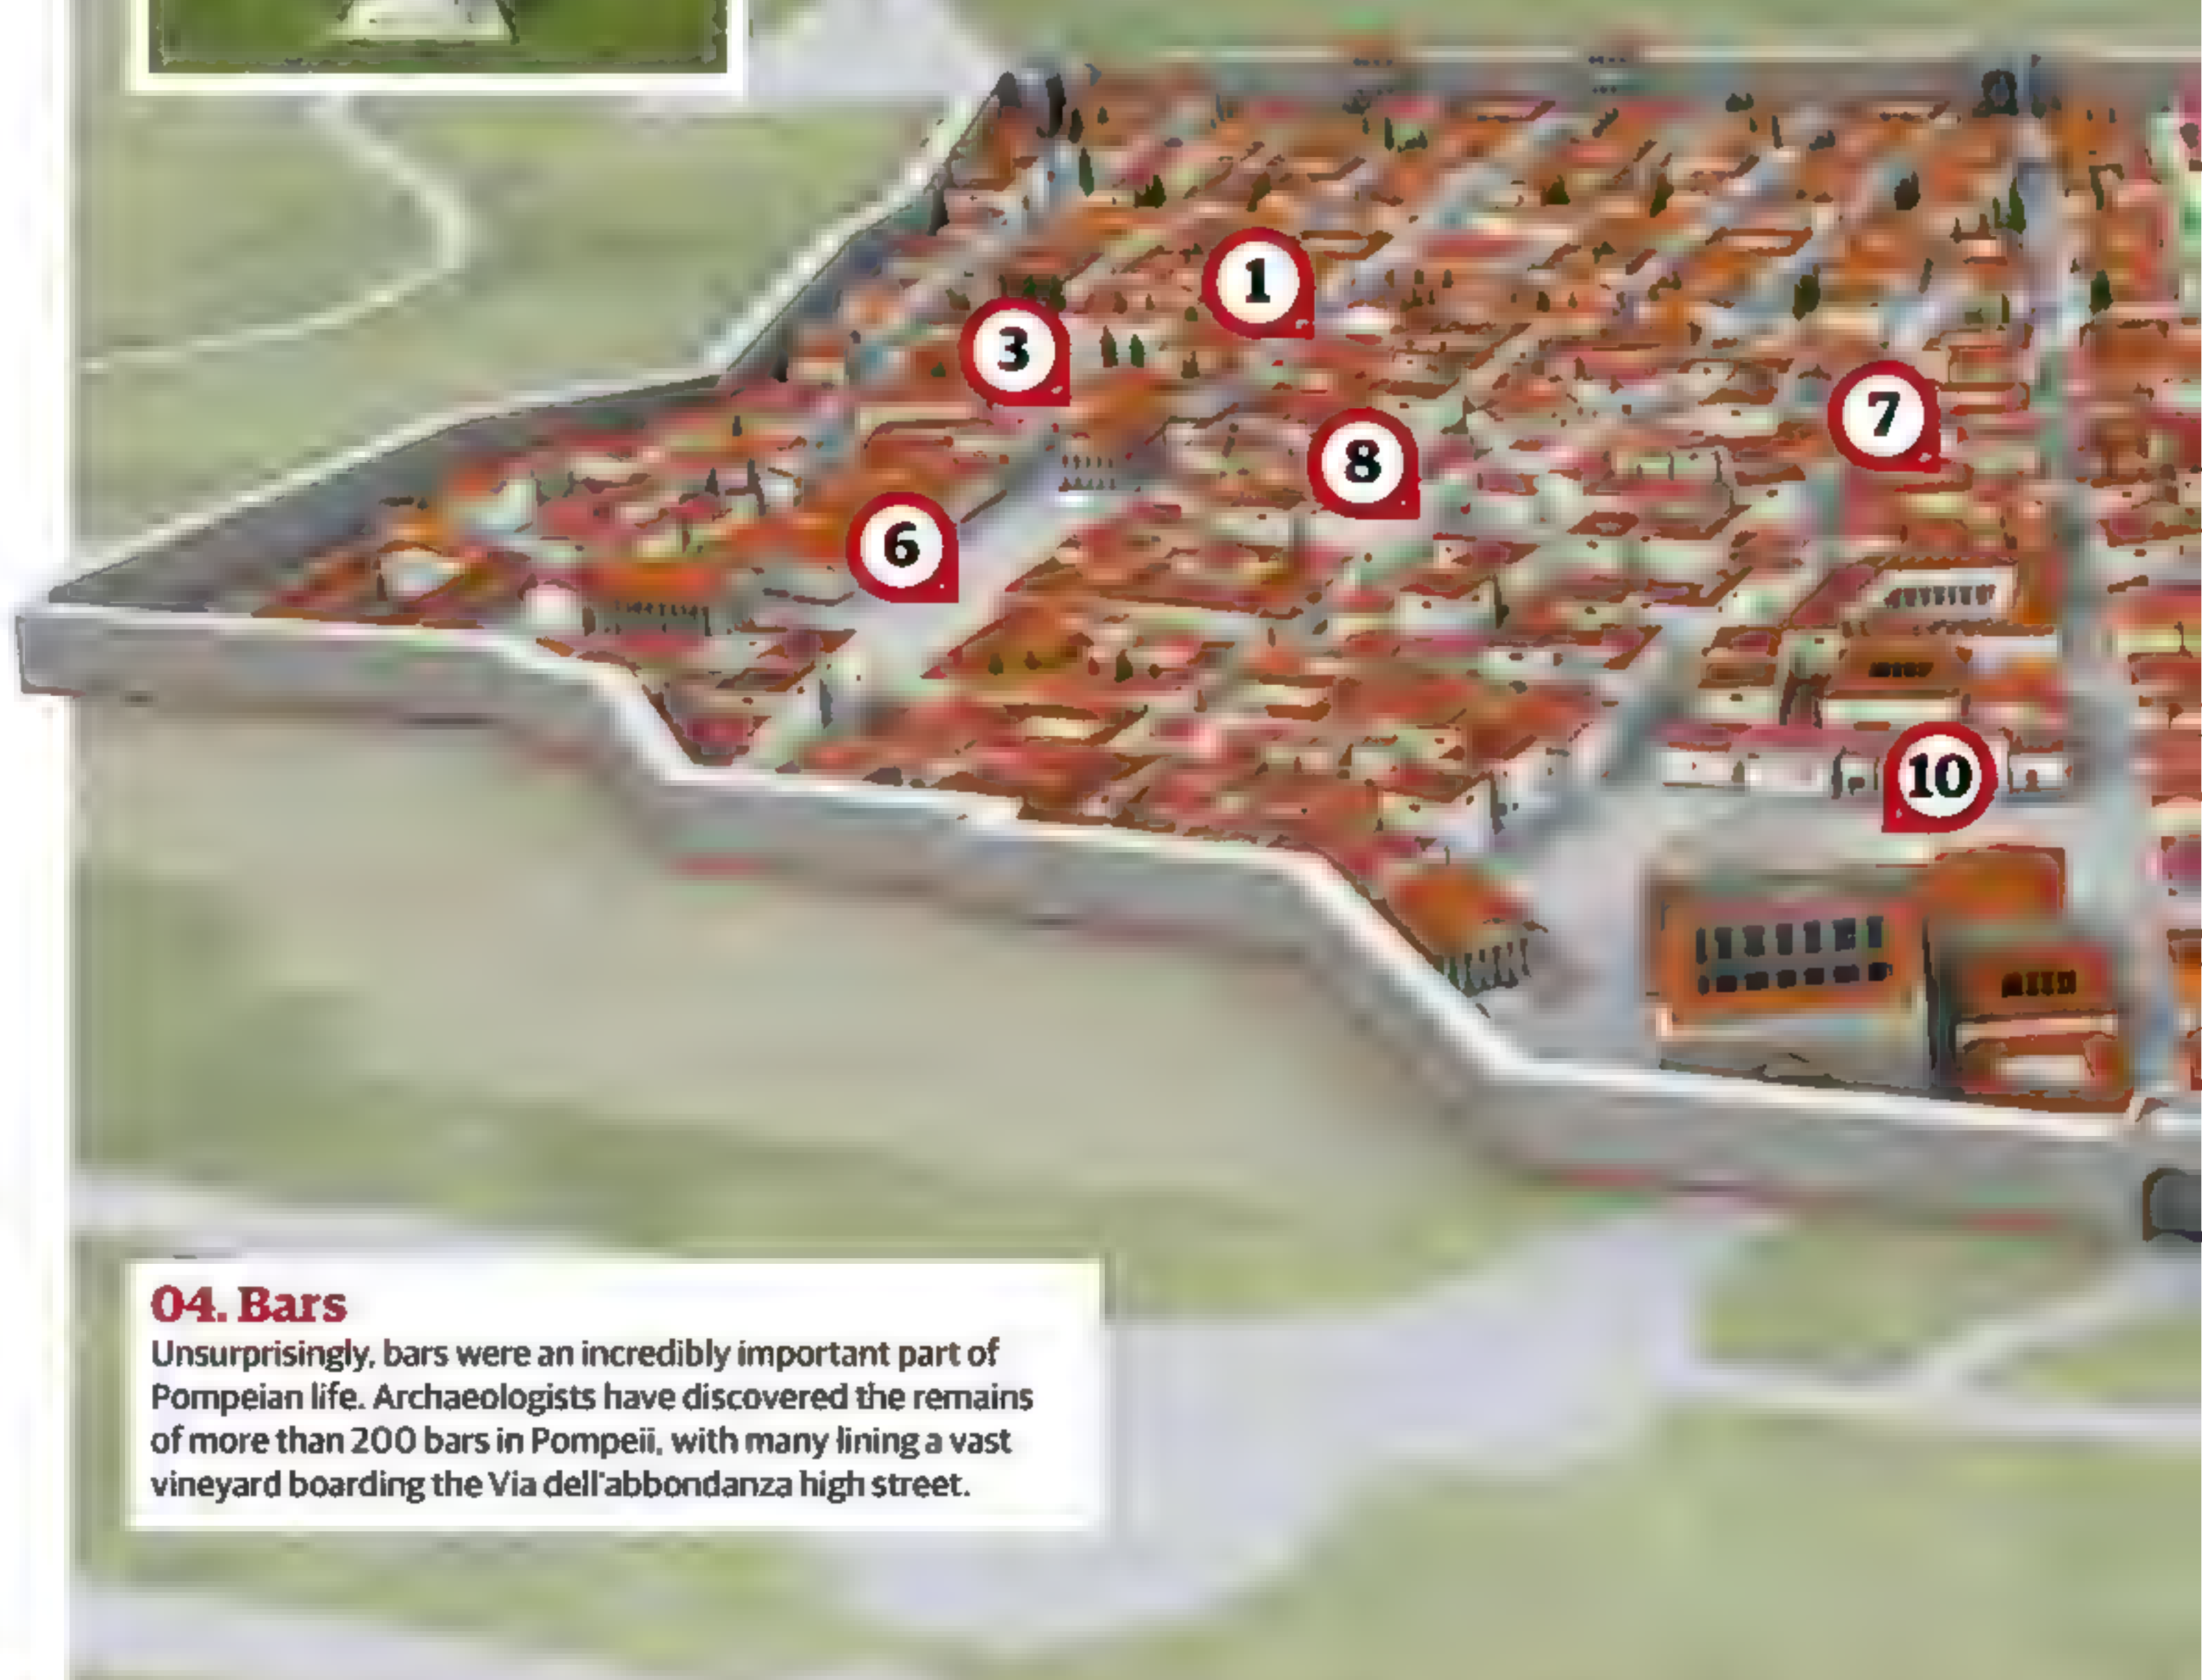 1
3
7
8
6
10
04. Bars
Unsurprisingly, bars were an incredibly important part of
Pompeian life. Archaeologists have discovered the remains
of more than 200 bars in Pompeii, with many lining a vast
vineyard boarding the Via dell'abbondanza high street.